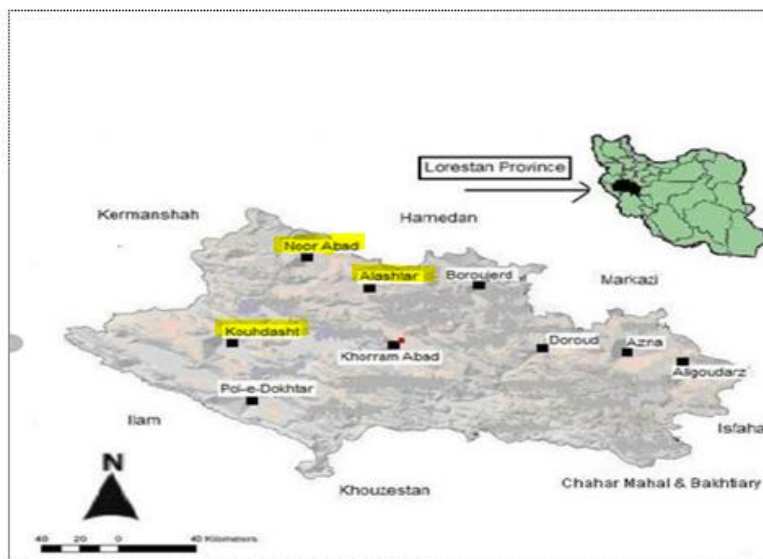 Lorestan Province
Kermanshah
Hamedan
Noor Abad
Markazi
Alashtar
Boroujerd
Kouhdasht
Khorram Abad
Doroud
Azna
Aligoudarz
Pol-e-Dokhtar
Ilam
Isfaha
N
Khouzestan
Chahar Mahal & Bakhtiary
40 20 0 40 Kilometers